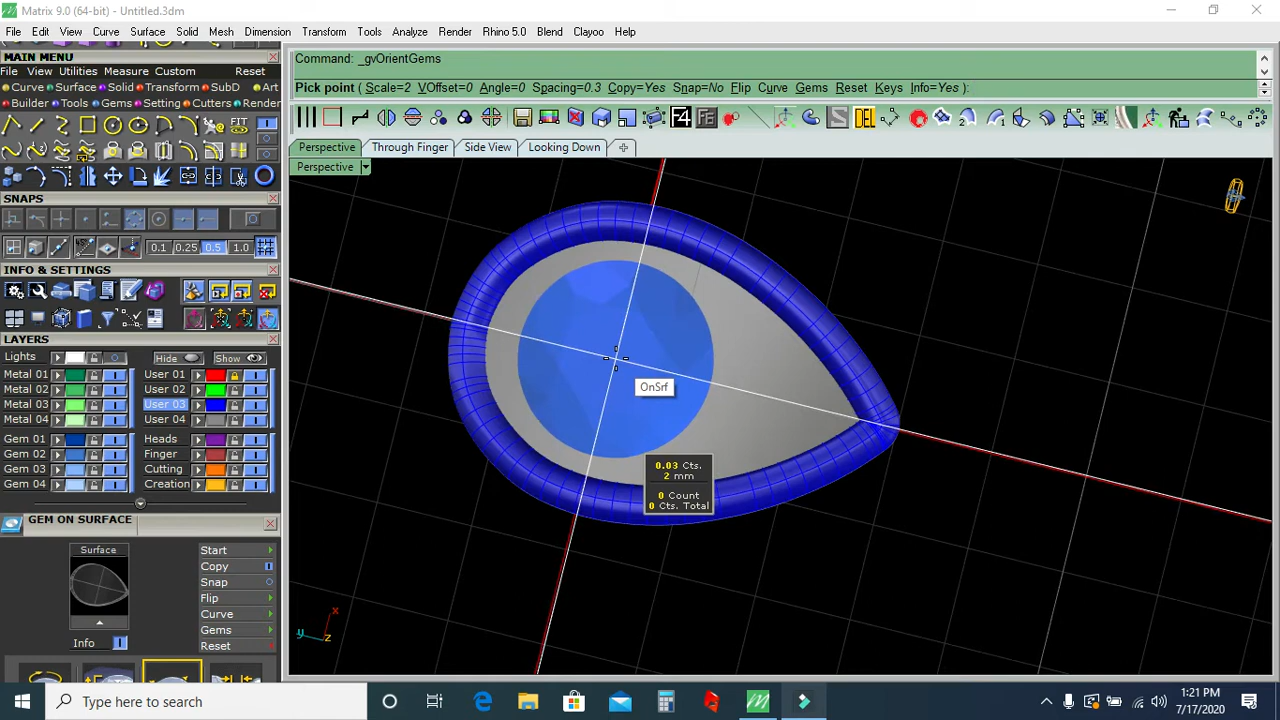 Matrix 9.0 (64-bit) - Untitled.3dm
File Edit View Curve Surface Solid Mesh Dimension Transform Tools Analyze Render Rhino 5.0 Blend Clayoo Help
MAIN MENU
File View Utilities Measure Custom Reset
Curve Surface Solid Transform SubD Art
Builder Tools Gems Setting Cutters Render
FIT
Command: _gvOrientGems
Pick point ( Scale=2 VOffset=0 Angle=0 Spacing=0.3 Copy=Yes Snap=No Flip Curve Gems Reset Keys Info=Yes ):
F4 DEL
Perspective Through Finger Side View Looking Down
Perspective
SNAPS
0.1 0.25 0.5 1.0
INFO & SETTINGS
LAYERS
Lights Hide Show
Metal 01 User 01
Metal 02 User 02
Metal 03 User 03
Metal 04 User 04
Gem 01 Heads
Gem 02 Finger
Gem 03 Cutting
Gem 04 Creation
GEM ON SURFACE
Surface
Start
Copy
Snap
Flip
Curve
Gems
Info
Reset
OnSrf
0.03 Cts.
2 mm
0 Count
0 Cts. Total
x
y
z
Type here to search
1:21 PM
7/17/2020